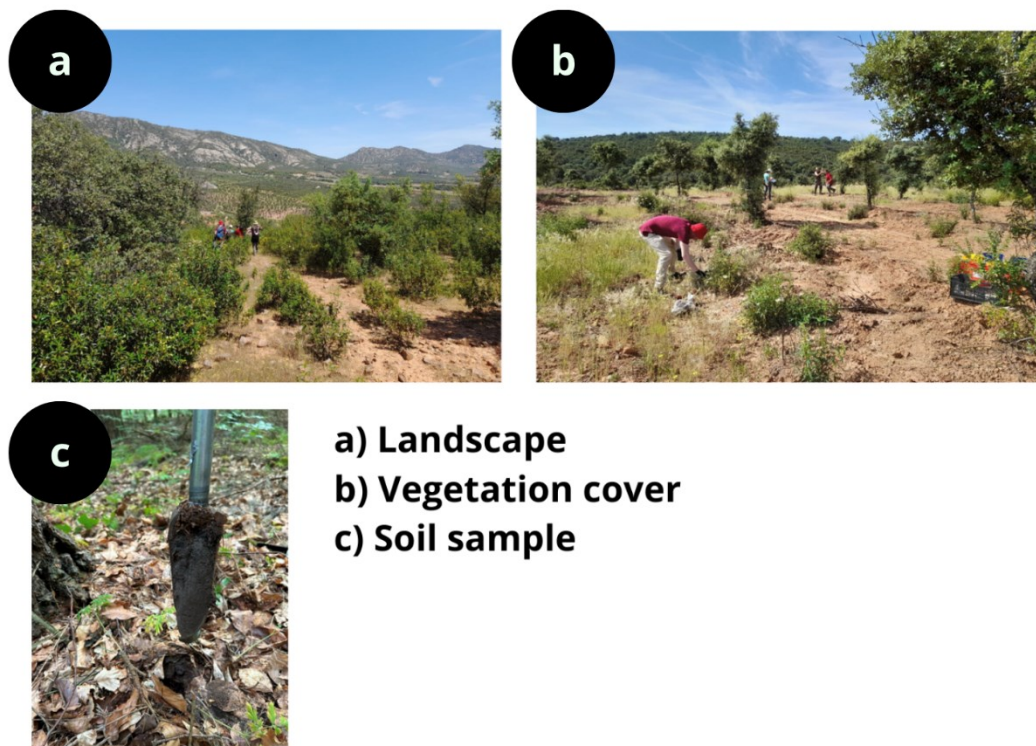 a
b
c
a) Landscape
b) Vegetation cover
c) Soil sample